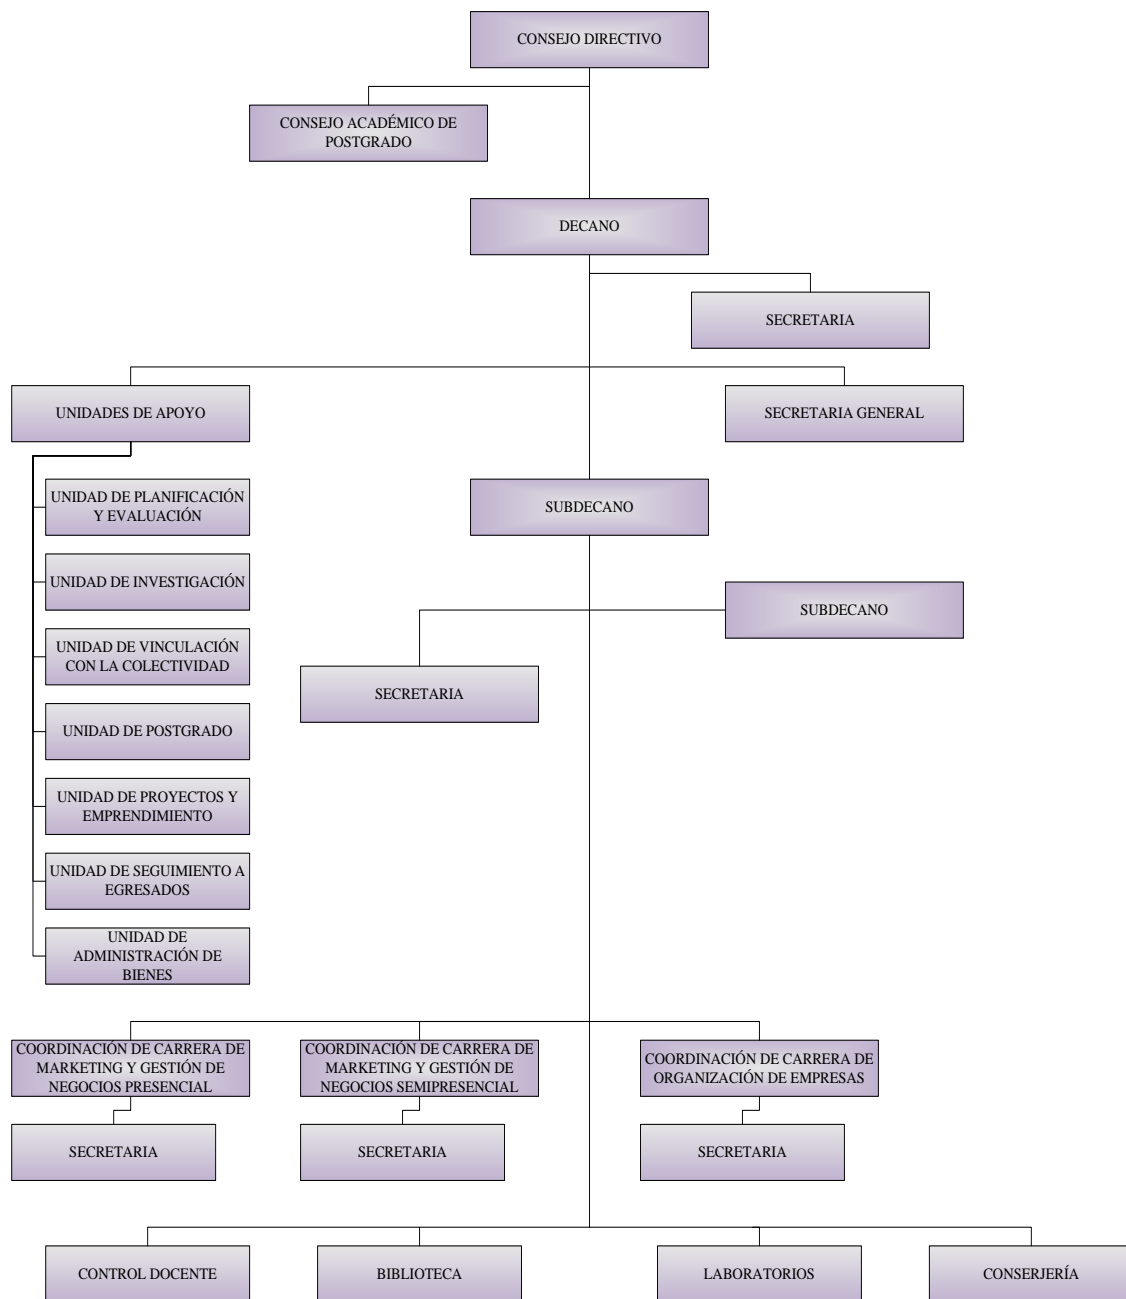 CONSEJO DIRECTIVO
CONSEJO ACADÉMICO DE
POSTGRADO
DECANO
SECRETARIA
UNIDADES DE APOYO
SECRETARIA GENERAL
UNIDAD DE PLANIFICACIÓN
Y EVALUACIÓN
SUBDECANO
UNIDAD DE INVESTIGACIÓN
SUBDECANO
UNIDAD DE VINCULACIÓN
CON LA COLECTIVIDAD
SECRETARIA
UNIDAD DE POSTGRADO
UNIDAD DE PROYECTOS Y
EMPRENDIMIENTO
UNIDAD DE SEGUIMIENTO A
EGRESADOS
UNIDAD DE
ADMINISTRACIÓN DE
BIENES
COORDINACIÓN DE CARRERA DE
MARKETING Y GESTIÓN DE
NEGOCIOS PRESENCIAL
COORDINACIÓN DE CARRERA DE
MARKETING Y GESTIÓN DE
NEGOCIOS SEMIPRESENCIAL
COORDINACIÓN DE CARRERA DE
ORGANIZACIÓN DE EMPRESAS
SECRETARIA
SECRETARIA
SECRETARIA
CONTROL DOCENTE
BIBLIOTECA
LABORATORIOS
CONSERJERÍA